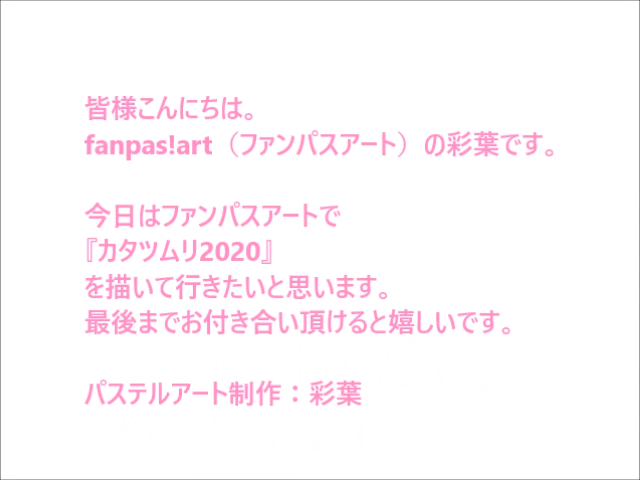 皆様こんにちは。
fanpas!art（ファンパスアート）の彩葉です。
今日はファンパスアートで
『カタツムリ2020』
を描いて行きたいと思います。
最後までお付き合い頂けると嬉しいです。
パステルアート制作：彩葉